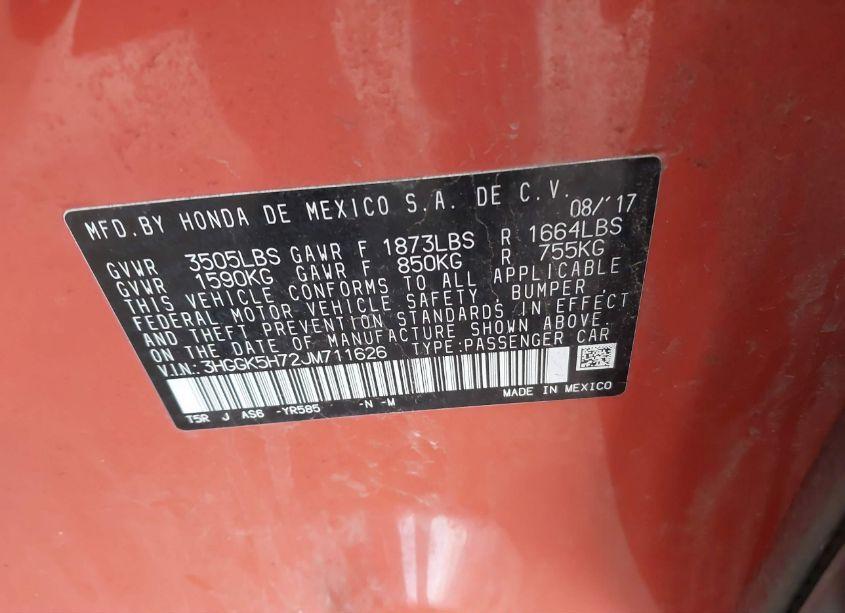 MFD.BY HONDA DE MEXICO S.A. DE C.V. 08/'17
GVWR 3505LBS GAWR F 1873LBS R 1664LBS
GVWR 1590KG GAWR F 850KG R 755KG
THIS VEHICLE CONFORMS TO ALL APPLICABLE
FEDERAL MOTOR VEHICLE SAFETY , BUMPER ,
AND THEFT PREVENTION STANDARDS IN EFFECT
ON THE DATE OF MANUFACTURE SHOWN ABOVE.
V.I.N: 3HGGK5H72JM711626 TYPE:PASSENGER CAR
MADE IN MEXICO
T5R J AS6 -YR585 -N -M